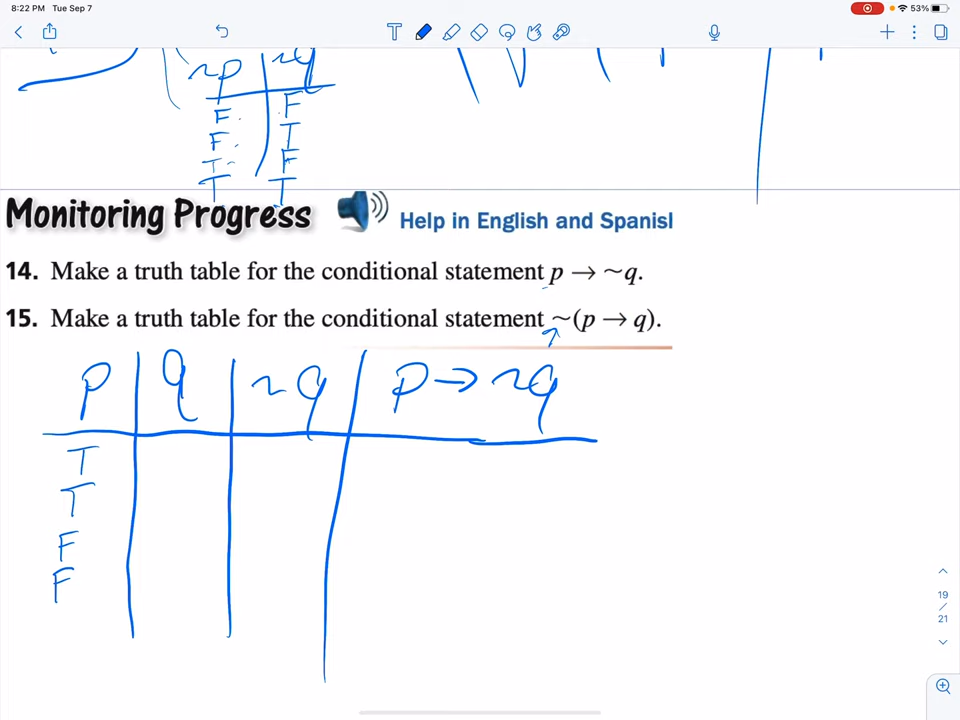 8:22 PM Tue Sep 7
53%
~p ~q
F F
F T
T F
T T
Monitoring Progress
Help in English and Spanisl
14. Make a truth table for the conditional statement p → ~q.
15. Make a truth table for the conditional statement ~(p → q).
p q ~q p → ~q
T
T
F
F
19
/
21